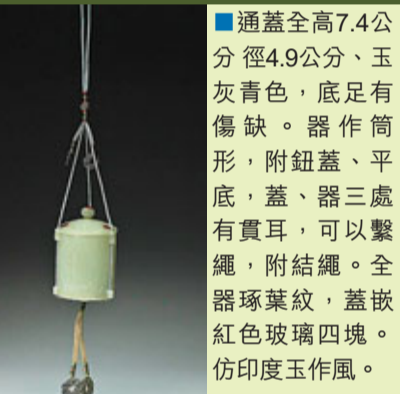 ■通蓋全高7.4公
分 徑4.9公分、玉
灰青色，底足有
傷缺。器作筒
形，附鈕蓋、平
底，蓋、器三處
有貫耳，可以繫
繩，附結繩。全
器琢葉紋，蓋嵌
紅色玻璃四塊。
仿印度玉作風。